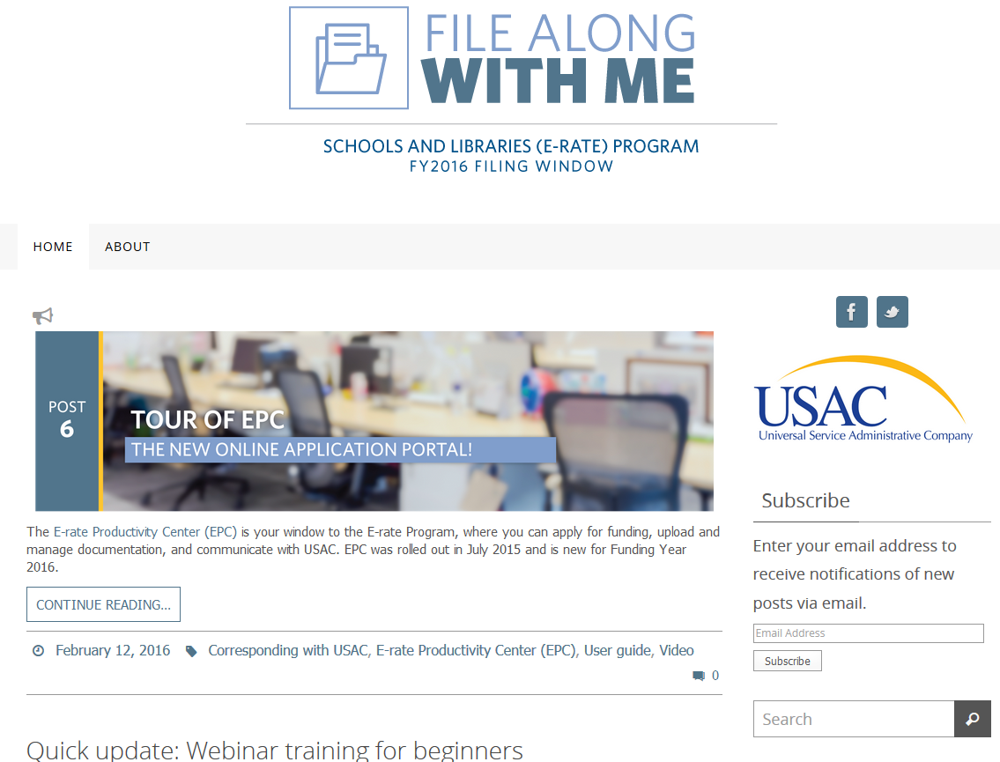 FILE ALONG
WITH ME
SCHOOLS AND LIBRARIES (E-RATE) PROGRAM
FY2016 FILING WINDOW
HOME
ABOUT
POST
6
TOUR OF EPC
THE NEW ONLINE APPLICATION PORTAL!
The E-rate Productivity Center (EPC) is your window to the E-rate Program, where you can apply for funding, upload and
manage documentation, and communicate with USAC. EPC was rolled out in July 2015 and is new for Funding Year
2016.
CONTINUE READING...
February 12, 2016
Corresponding with USAC, E-rate Productivity Center (EPC), User guide, Video
0
Quick update: Webinar training for beginners
f
USAC
Universal Service Administrative Company
Subscribe
Enter your email address to
receive notifications of new
posts via email.
Email Address
Subscribe
Search